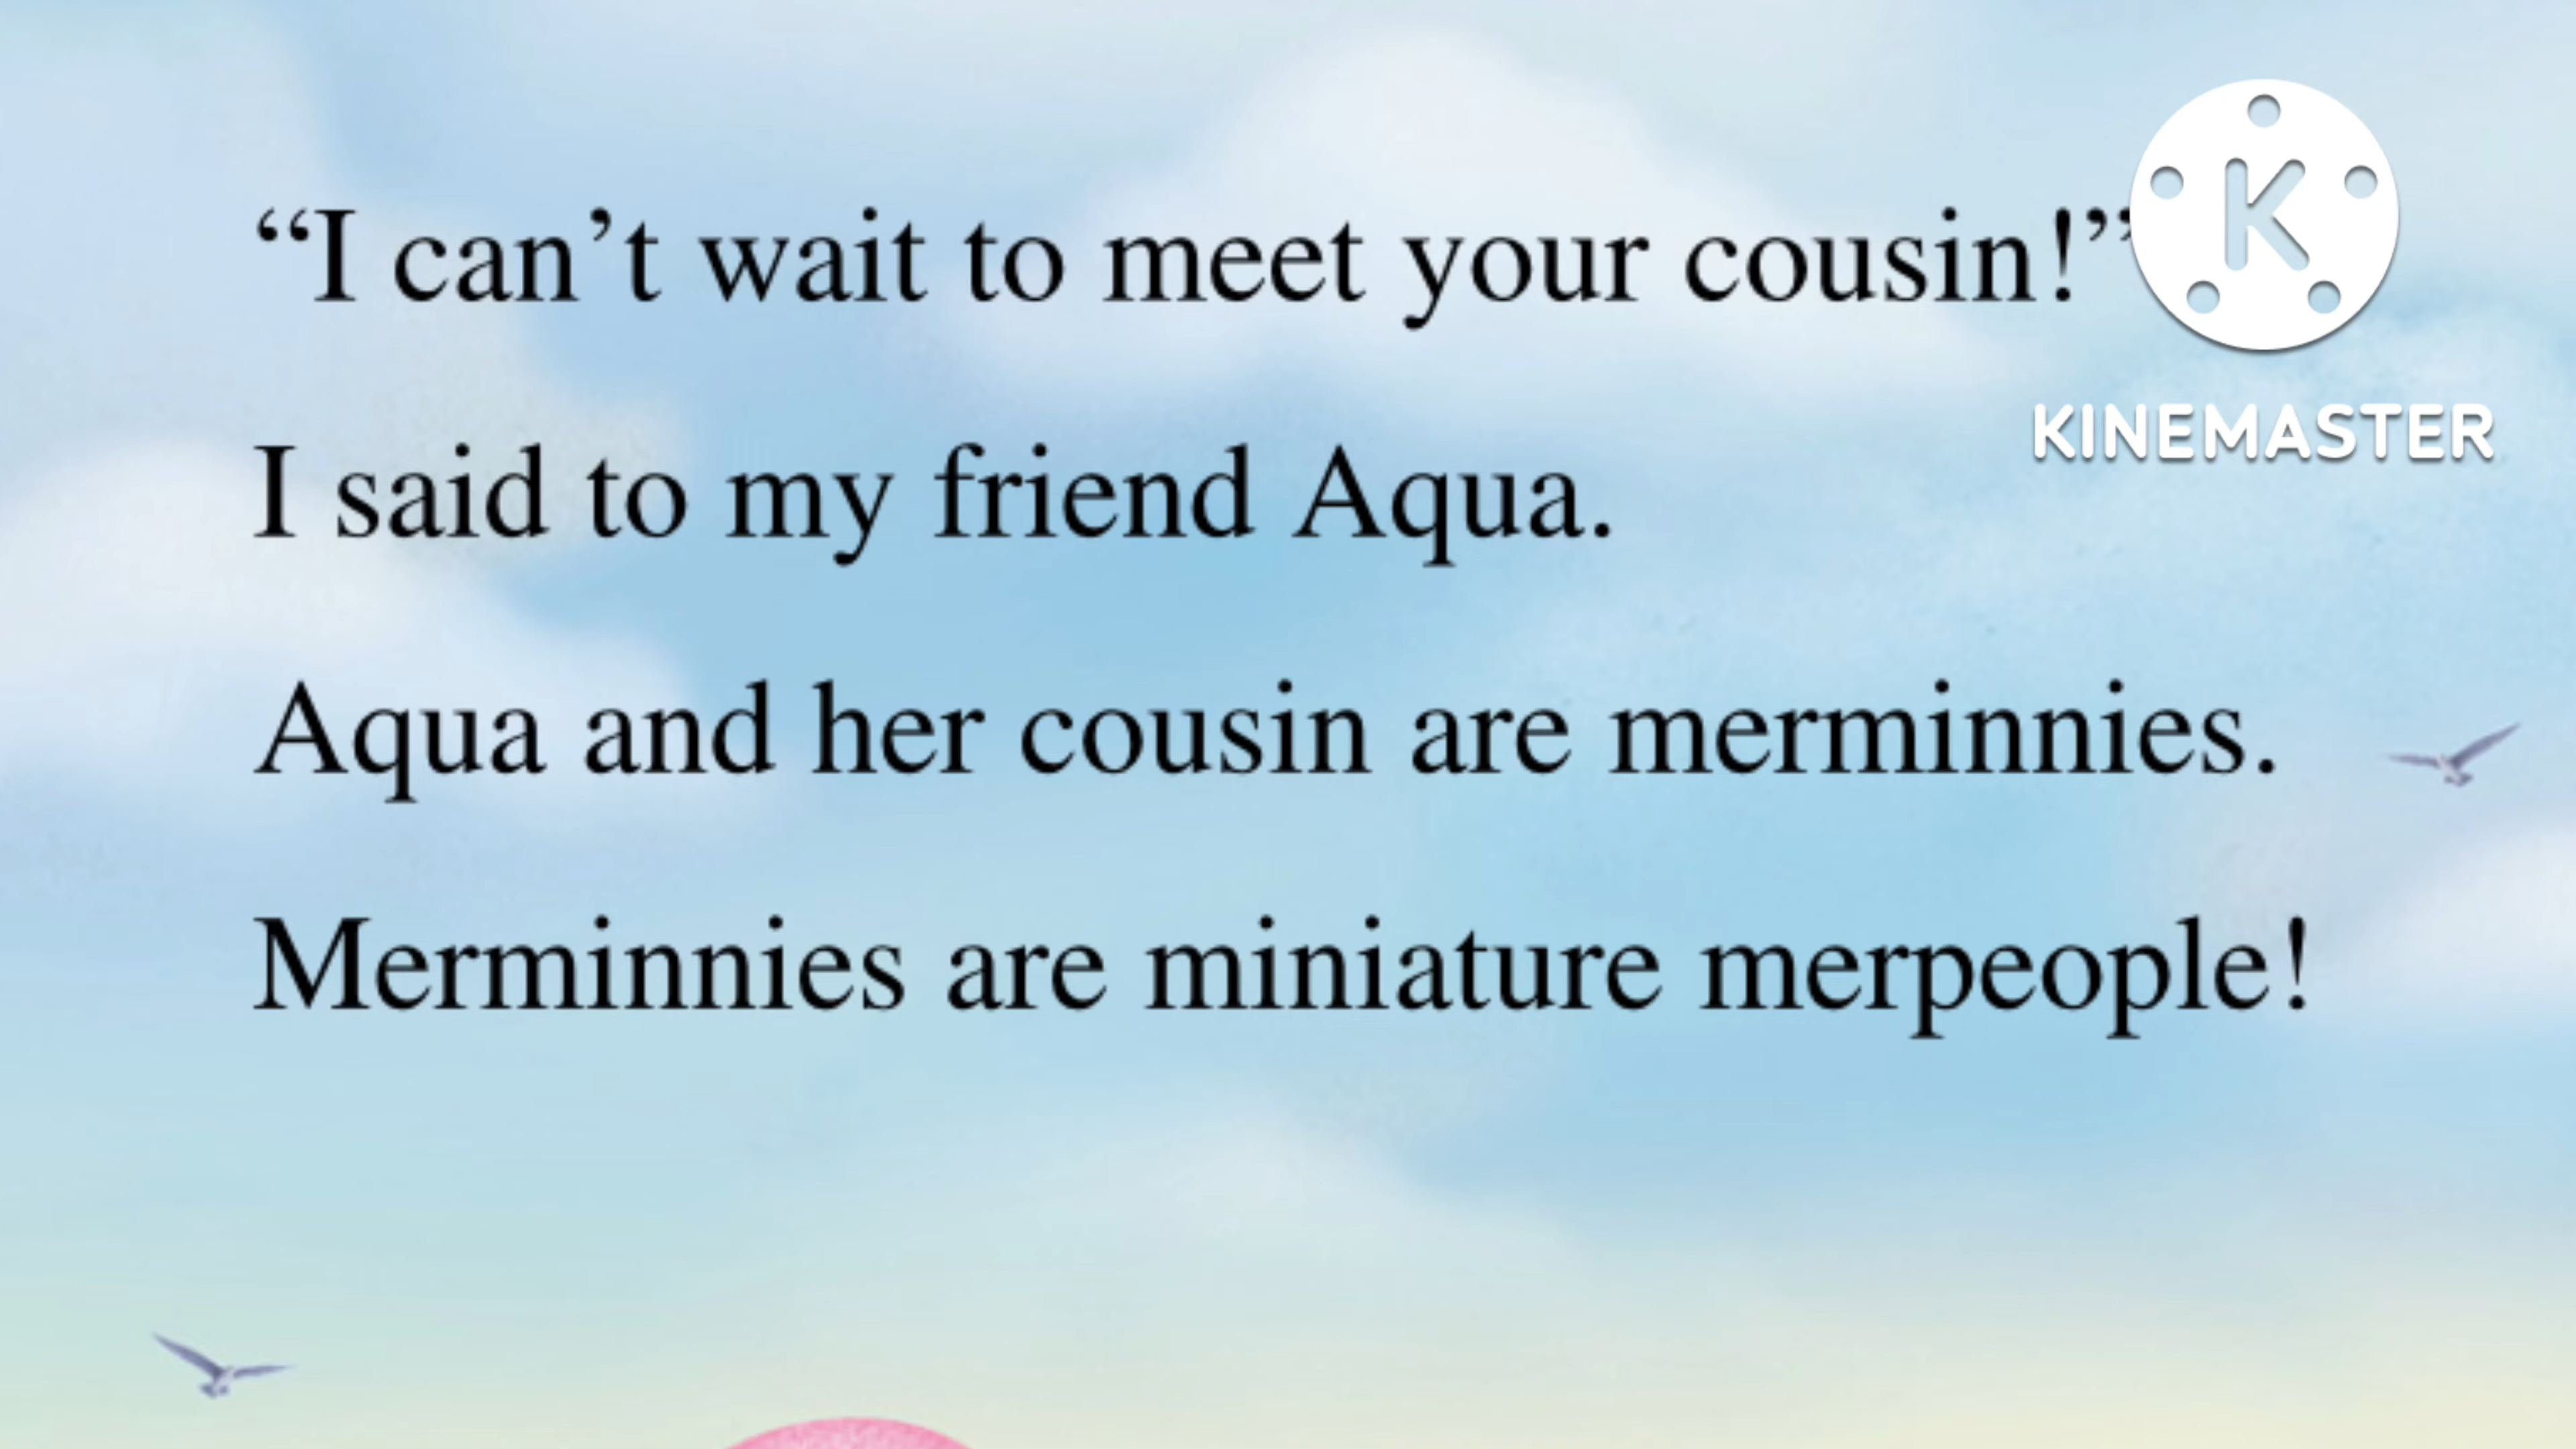 “I can’t wait to meet your cousin!”
I said to my friend Aqua.
Aqua and her cousin are merminnies.
Merminnies are miniature merpeople!
K
KINEMASTER